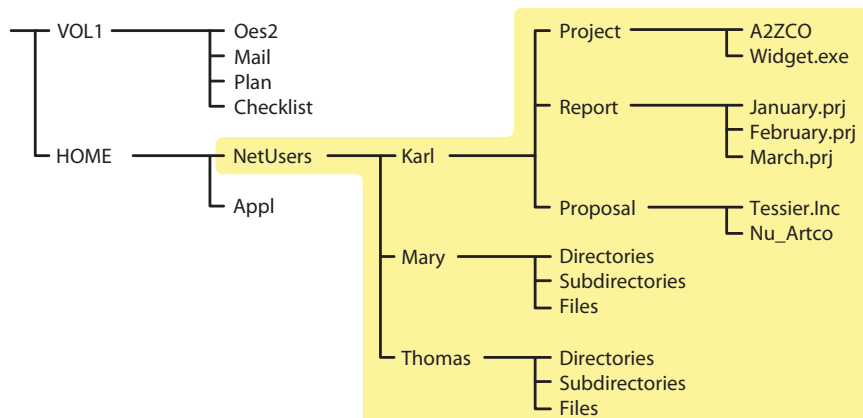 VOL1
Oes2
Mail
Plan
Checklist
HOME
NetUsers
Appl
Karl
Project
A2ZCO
Widget.exe
Report
January.prj
February.prj
March.prj
Proposal
Tessier.Inc
Nu_Artco
Mary
Directories
Subdirectories
Files
Thomas
Directories
Subdirectories
Files